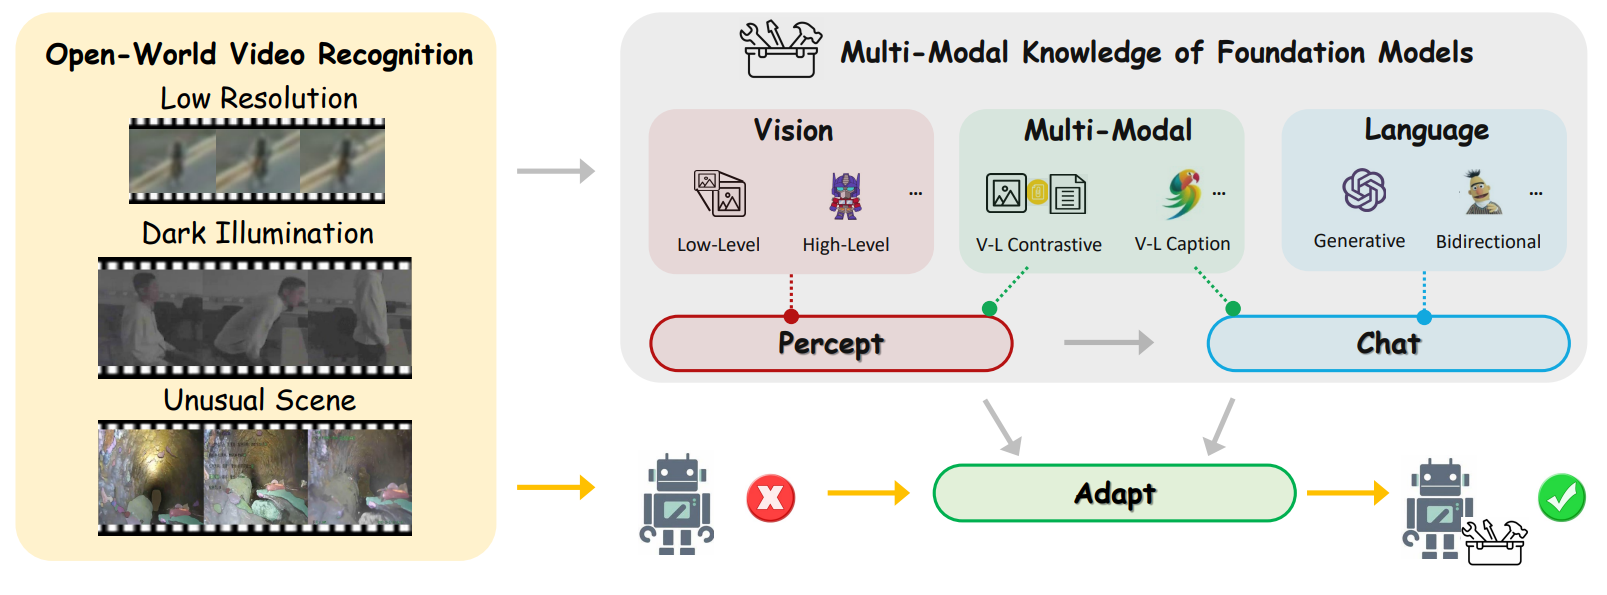 Open-World Video Recognition
Low Resolution
Dark Illumination
Unusual Scene
Multi-Modal Knowledge of Foundation Models
Vision
Low-Level
High-Level
...
Multi-Modal
V-L Contrastive
V-L Caption
...
Language
Generative
Bidirectional
...
Percept
Chat
Adapt